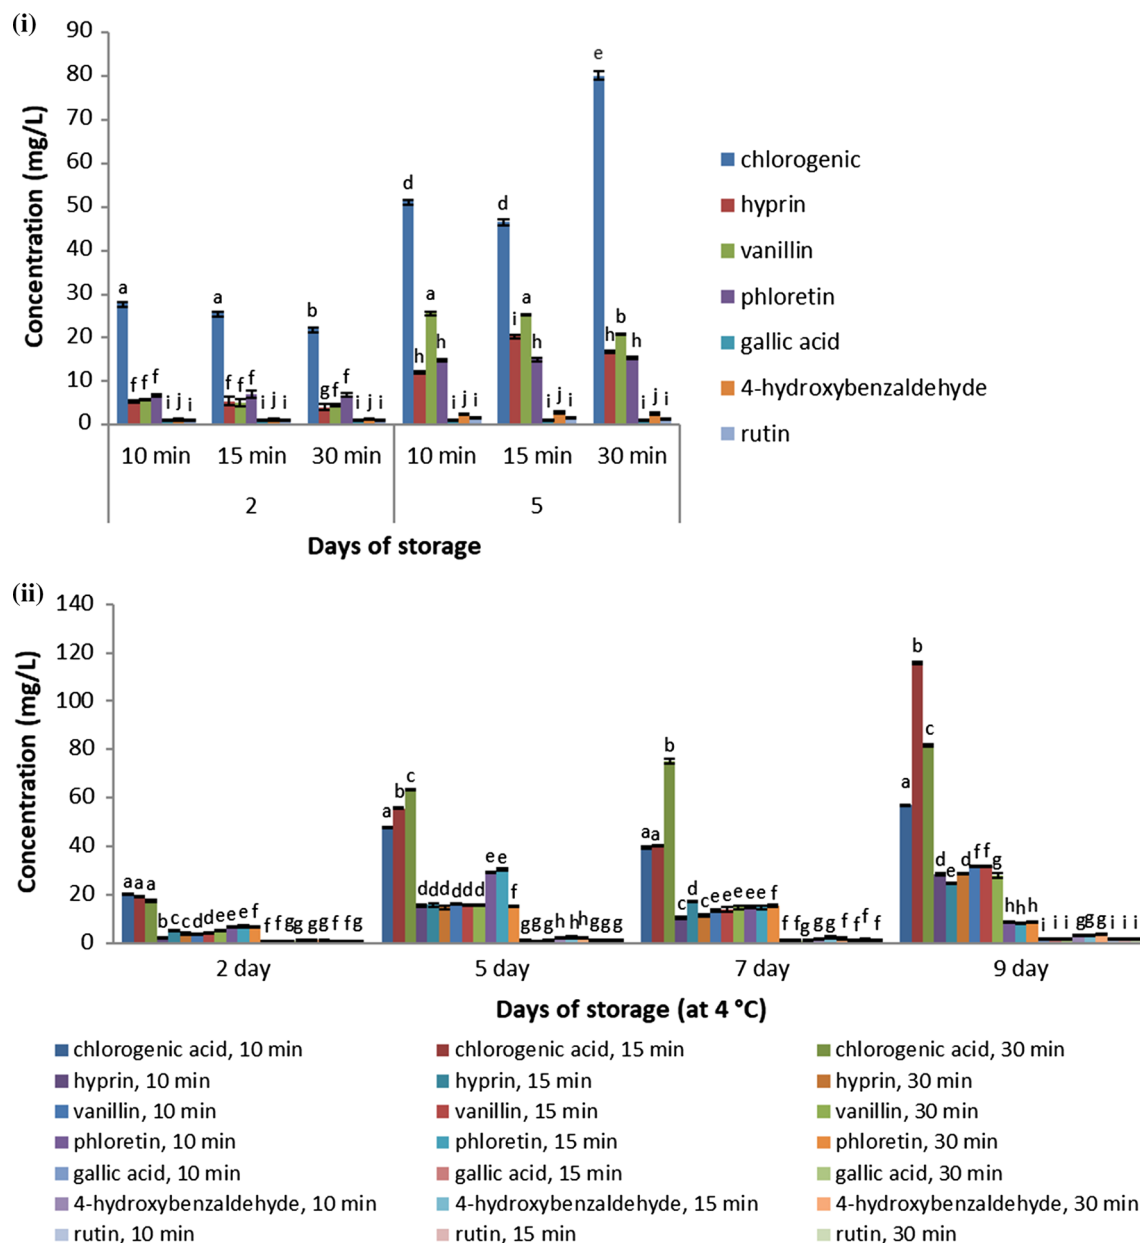 (i)
90
80
70
60
50
40
30
20
10
0
Concentration (mg/L)
a f f f i j i
a f f f i j i
b g f f i j i
d h a h i j i
d i a h i j i
e h b h i j i
10 min 15 min 30 min 10 min 15 min 30 min
2 5
Days of storage
chlorogenic
hyprin
vanillin
phloretin
gallic acid
4-hydroxybenzaldehyde
rutin
(ii)
140
120
100
80
60
40
20
0
Concentration (mg/L)
a a a b c c d d e e e f f f g g g f f g
a b c d d d d d d e e f g g g h h h g g g
a a b c d c e e e e e f f f g g g f f f f
a b c d e d f f g h h h i i i g g g i i i
2 day 5 day 7 day 9 day
Days of storage (at 4 °C)
chlorogenic acid, 10 min chlorogenic acid, 15 min chlorogenic acid, 30 min
hyprin, 10 min hyprin, 15 min hyprin, 30 min
vanillin, 10 min vanillin, 15 min vanillin, 30 min
phloretin, 10 min phloretin, 15 min phloretin, 30 min
gallic acid, 10 min gallic acid, 15 min gallic acid, 30 min
4-hydroxybenzaldehyde, 10 min 4-hydroxybenzaldehyde, 15 min 4-hydroxybenzaldehyde, 30 min
rutin, 10 min rutin, 15 min rutin, 30 min